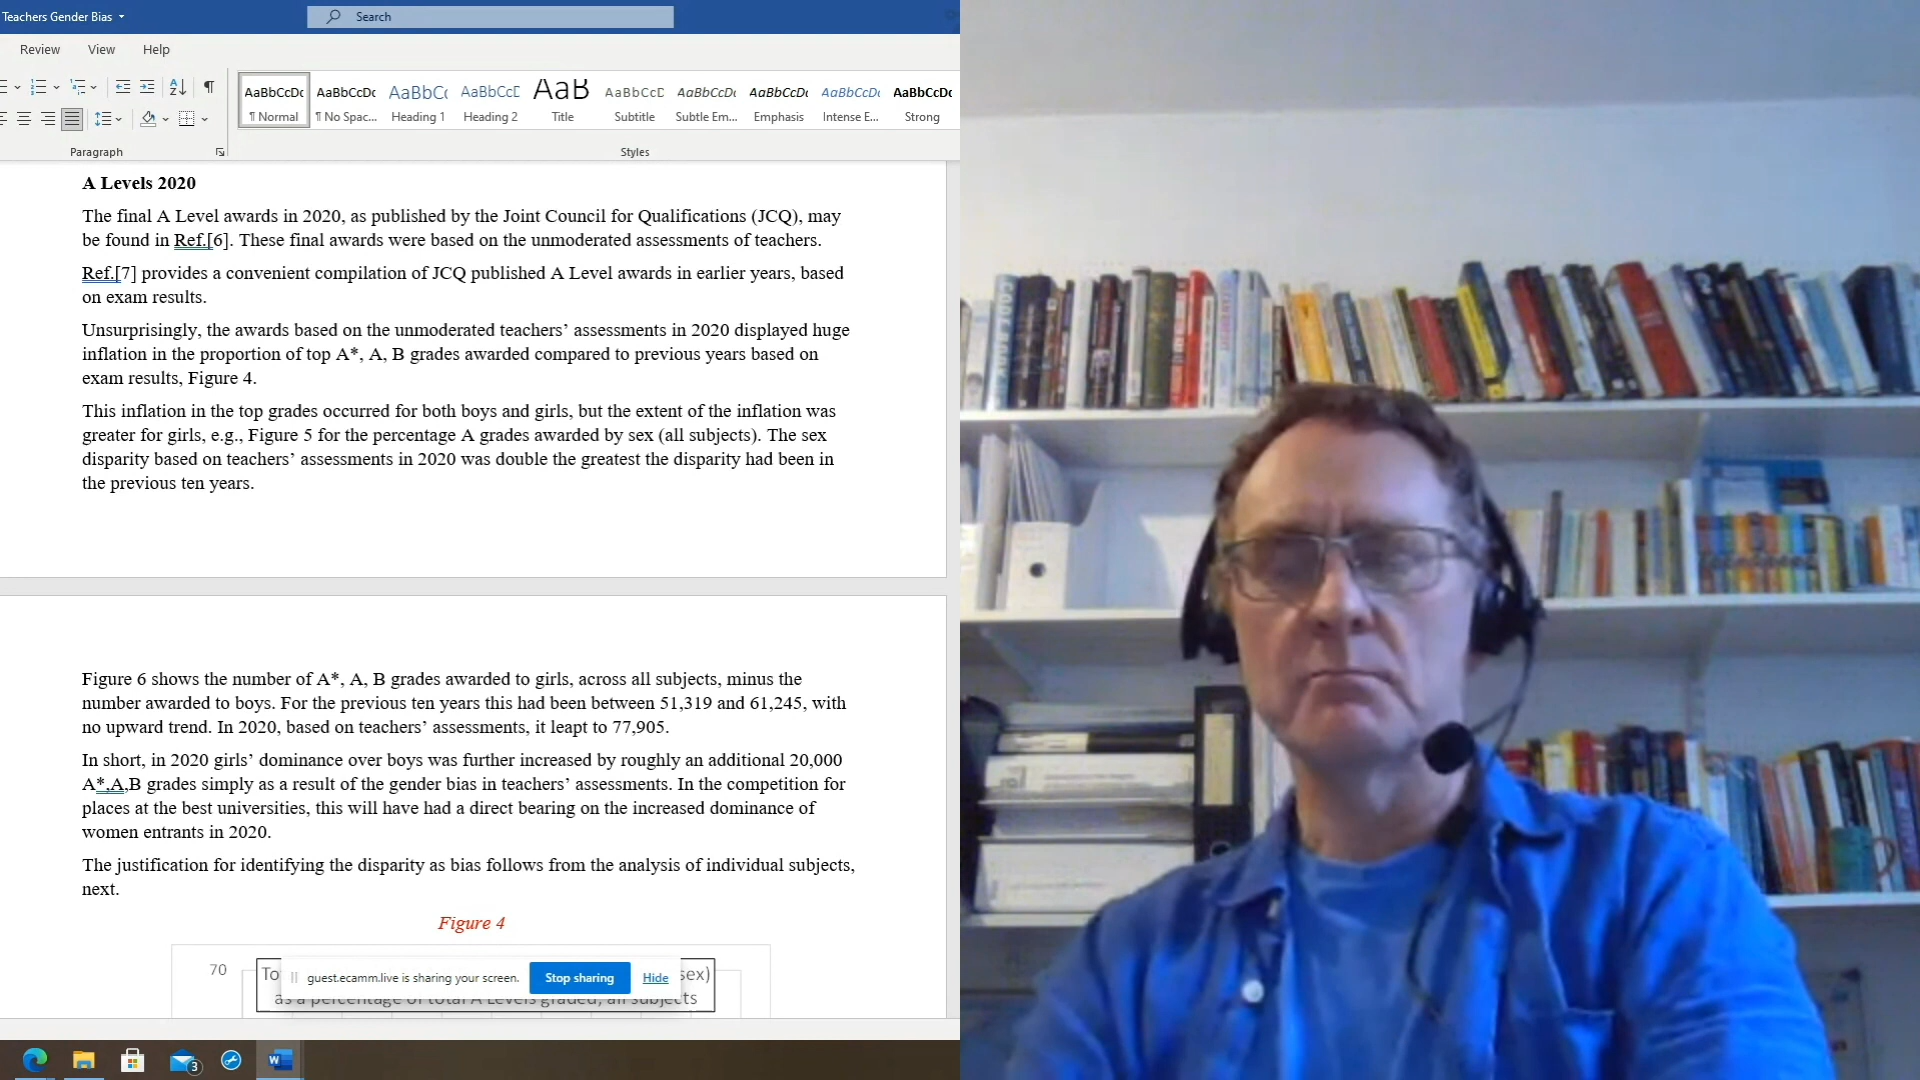 Teachers Gender Bias
Search
Review View Help
AaBbCcDc AaBbCcDc AaBbCc AaBbCcD AaB AaBbCcD AaBbCcDc AaBbCcDc AaBbCcDc AaBbCcDc
¶ Normal ¶ No Spac... Heading 1 Heading 2 Title Subtitle Subtle Em... Emphasis Intense E... Strong
Paragraph Styles
A Levels 2020
The final A Level awards in 2020, as published by the Joint Council for Qualifications (JCQ), may
be found in Ref.[6]. These final awards were based on the unmoderated assessments of teachers.
Ref.[7] provides a convenient compilation of JCQ published A Level awards in earlier years, based
on exam results.
Unsurprisingly, the awards based on the unmoderated teachers’ assessments in 2020 displayed huge
inflation in the proportion of top A*, A, B grades awarded compared to previous years based on
exam results, Figure 4.
This inflation in the top grades occurred for both boys and girls, but the extent of the inflation was
greater for girls, e.g., Figure 5 for the percentage A grades awarded by sex (all subjects). The sex
disparity based on teachers’ assessments in 2020 was double the greatest the disparity had been in
the previous ten years.
Figure 6 shows the number of A*, A, B grades awarded to girls, across all subjects, minus the
number awarded to boys. For the previous ten years this had been between 51,319 and 61,245, with
no upward trend. In 2020, based on teachers’ assessments, it leapt to 77,905.
In short, in 2020 girls’ dominance over boys was further increased by roughly an additional 20,000
A*,A,B grades simply as a result of the gender bias in teachers’ assessments. In the competition for
places at the best universities, this will have had a direct bearing on the increased dominance of
women entrants in 2020.
The justification for identifying the disparity as bias follows from the analysis of individual subjects,
next.
Figure 4
70
To sex)
guest.ecamm.live is sharing your screen. Stop sharing Hide
as a percentage of total A Levels graded, all subjects
3